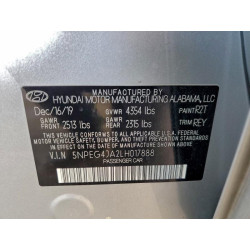 MANUFACTURED BY
HYUNDAI MOTOR MANUFACTURING ALABAMA, LLC
Dec/16/19 GVWR 4354 lbs PAINT:R2T
GAWR FRONT 2513 lbs GAWR REAR 2315 lbs TRIM: REY
THIS VEHICLE CONFORMS TO ALL APPLICABLE U.S. FEDERAL
MOTOR VEHICLE SAFETY, BUMPER, AND THEFT PREVENTION
STANDARDS IN EFFECT ON THE DATE OF MANUFACTURE SHOWN ABOVE.
V.I.N 5NPEG4JA2LH017888
PASSENGER CAR